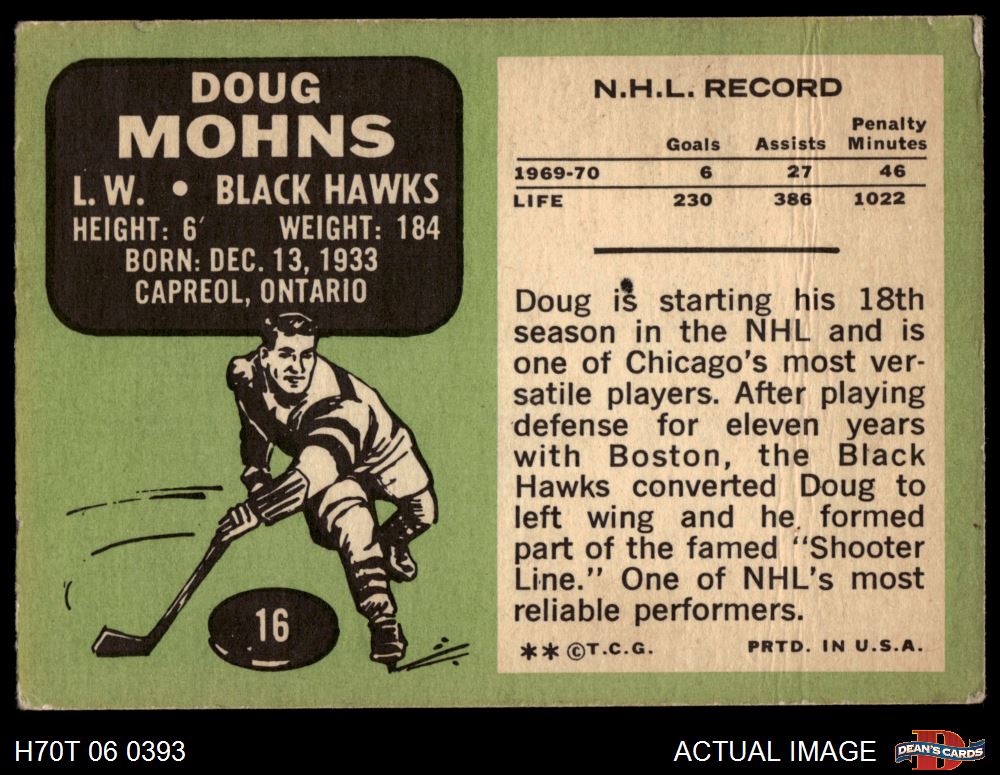 DOUG
MOHNS
L.W. • BLACK HAWKS
HEIGHT: 6′ WEIGHT: 184
BORN: DEC. 13, 1933
CAPREOL, ONTARIO
16
N.H.L. RECORD
Goals Assists Penalty Minutes
1969-70 6 27 46
LIFE 230 386 1022
Doug is starting his 18th
season in the NHL and is
one of Chicago's most ver-
satile players. After playing
defense for eleven years
with Boston, the Black
Hawks converted Doug to
left wing and he formed
part of the famed "Shooter
Line." One of NHL's most
reliable performers.
**©T.C.G. PRTD. IN U.S.A.
H70T 06 0393
ACTUAL IMAGE
DEAN'S CARDS